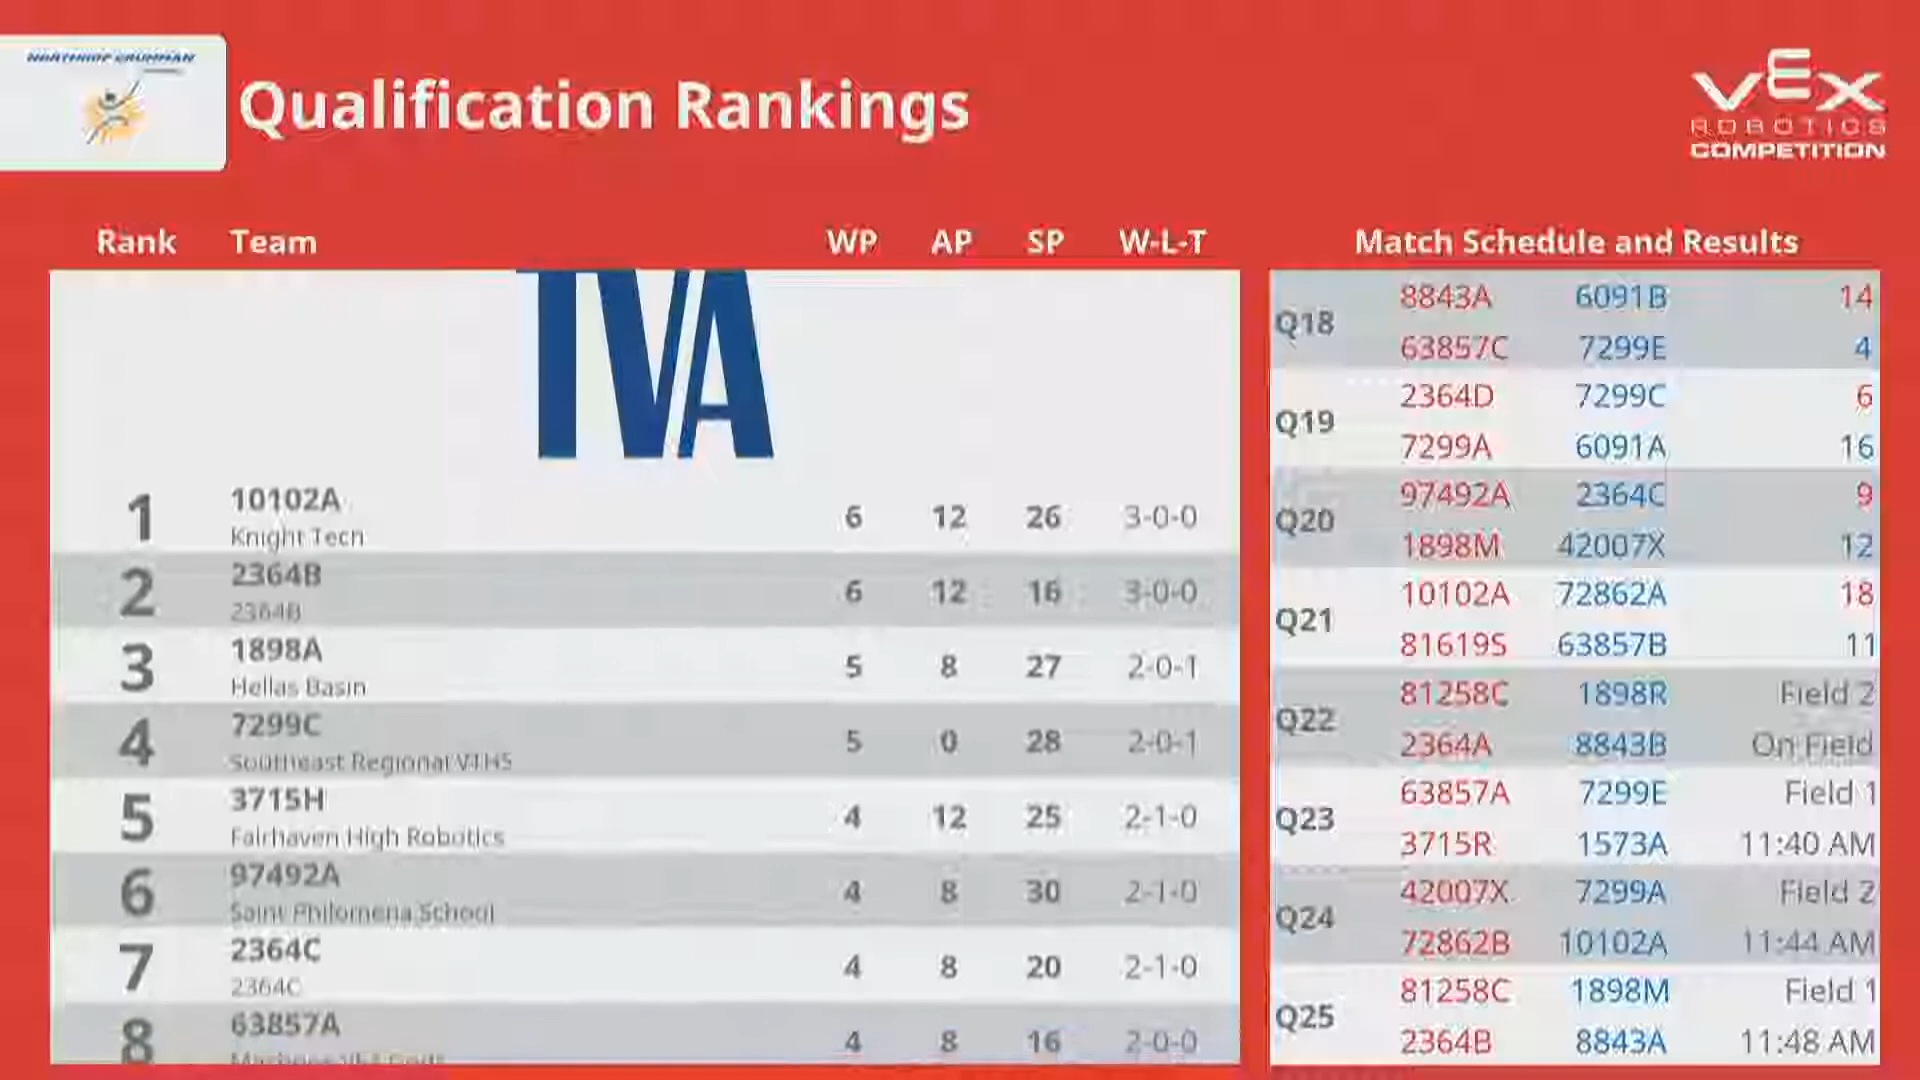 NORTHROP GRUMMAN
Qualification Rankings
VEX
ROBOTICS
COMPETITION
Rank Team WP AP SP W-L-T
TVA
1 10102A 6 12 26 3-0-0
Knight Tech
2 2364B 6 12 16 3-0-0
2364B
3 1898A 5 8 27 2-0-1
Hellas Basin
4 7299C 5 0 28 2-0-1
Southeast Regional VTHS
5 3715H 4 12 25 2-1-0
Fairhaven High Robotics
6 97492A 4 8 30 2-1-0
Saint Philomena School
7 2364C 4 8 20 2-1-0
2364C
8 63857A 4 8 16 2-0-0
Match Schedule and Results
Q18
8843A 6091B 14
63857C 7299E 4
Q19
2364D 7299C 6
7299A 6091A 16
Q20
97492A 2364C 9
1898M 42007X 12
Q21
10102A 72862A 18
81619S 63857B 11
Q22
81258C 1898R Field 2
2364A 8843B On Field
Q23
63857A 7299E Field 1
3715R 1573A 11:40 AM
Q24
42007X 7299A Field 2
72862B 10102A 11:44 AM
Q25
81258C 1898M Field 1
2364B 8843A 11:48 AM